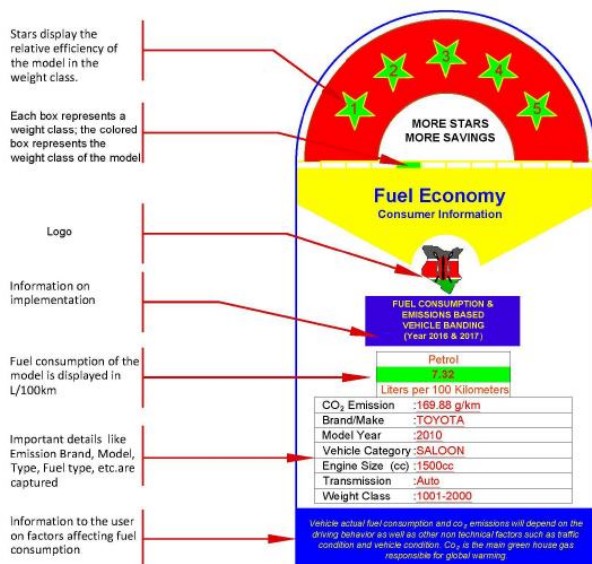 Stars display the
relative efficiency of
the model in the
weight class.
Each box represents a
weight class; the colored
box represents the
weight class of the model
Logo
Information on
implementation
Fuel consumption of the
model is displayed in
L/100km
Important details like
Emission Brand, Model,
Type, Fuel type, etc.are
captured
Information to the user
on factors affecting fuel
consumption
1 2 3 4 5
MORE STARS
MORE SAVINGS
Fuel Economy
Consumer Information
FUEL CONSUMPTION &
EMISSIONS BASED
VEHICLE BANDING
(Year 2016 & 2017)
Petrol
7.32
Liters per 100 Kilometers
CO₂ Emission :169.88 g/km
Brand/Make :TOYOTA
Model Year :2010
Vehicle Category :SALOON
Engine Size (cc) :1500cc
Transmission :Auto
Weight Class :1001-2000
Vehicle actual fuel consumption and co₂ emissions will depend on the
driving behavior as well as other non technical factors such as traffic
condition and vehicle condition. Co₂ is the main green house gas
responsible for global warming.